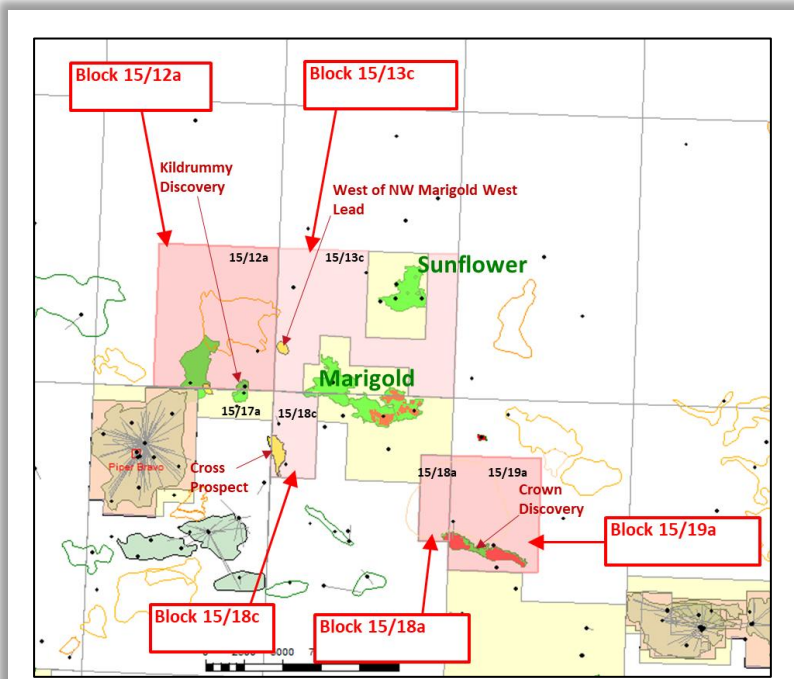 Block 15/12a
Block 15/13c
Kildrummy
Discovery
West of NW Marigold West
Lead
15/12a
15/13c
Sunflower
Marigold
15/17a
15/18c
Piper Bravo
Cross
Prospect
15/18a
15/19a
Crown
Discovery
Block 15/19a
Block 15/18c
Block 15/18a